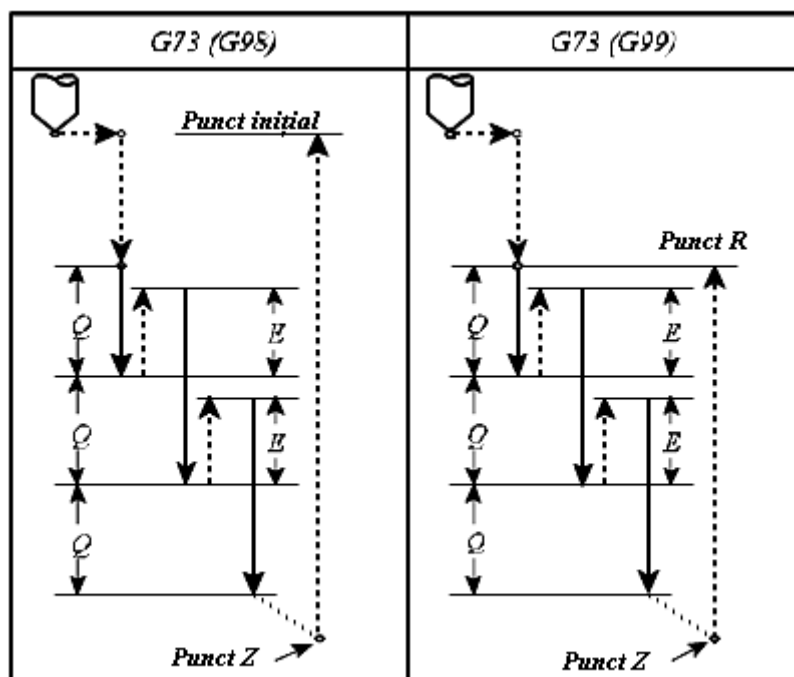 G73 (G98)
G73 (G99)
Punct initial
Q
E
Q
E
Q
Punct Z
Punct R
Q
E
Q
E
Q
Punct Z